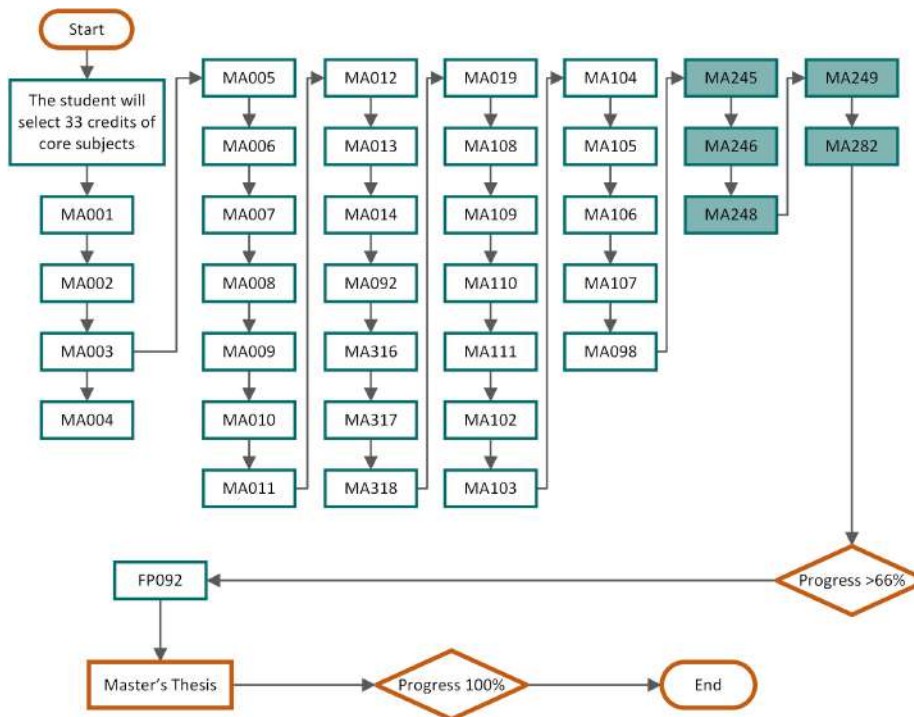 Start
The student will
select 33 credits of
core subjects
MA001
MA002
MA003
MA004
MA005
MA006
MA007
MA008
MA009
MA010
MA011
MA012
MA013
MA014
MA092
MA316
MA317
MA318
MA019
MA108
MA109
MA110
MA111
MA102
MA103
MA104
MA105
MA106
MA107
MA098
MA245
MA246
MA248
MA249
MA282
Progress >66%
FP092
Master's Thesis
Progress 100%
End